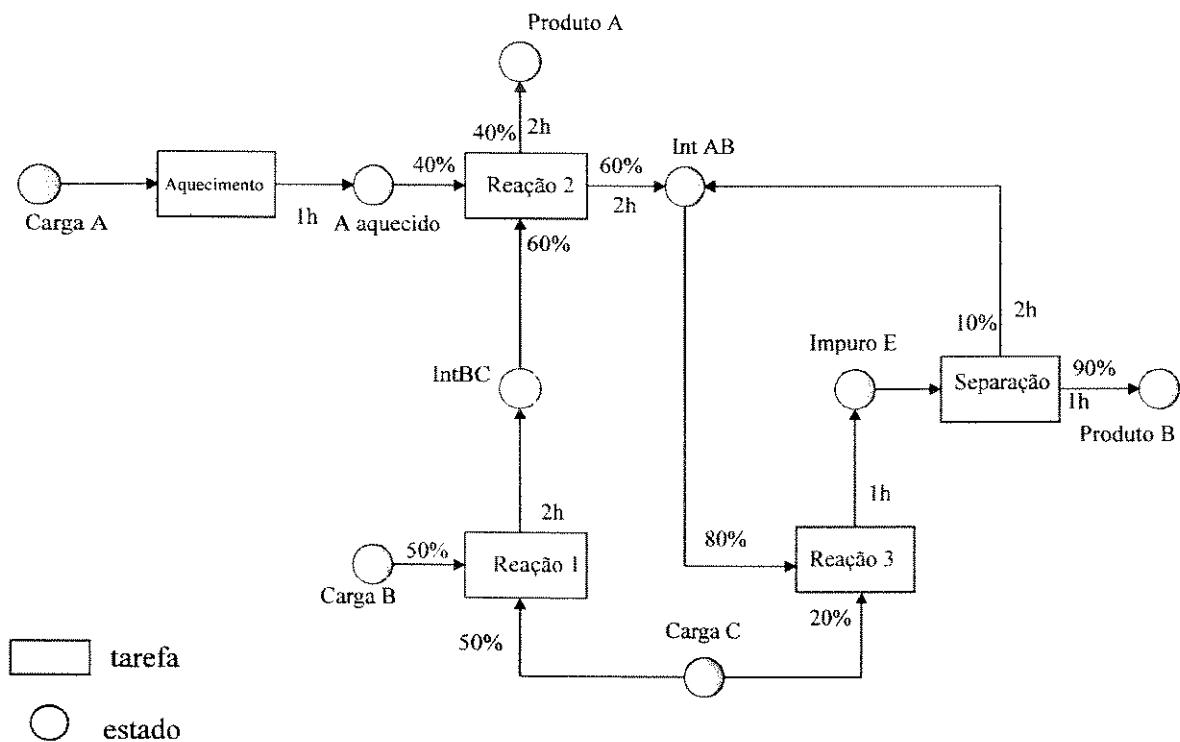 Produto A
40%
2h
Int AB
40%
60%
Aquecimento
Reação 2
1h
2h
Carga A
A aquecido
60%
10%
2h
Impuro E
IntBC
90%
Separação
1h
Produto B
2h
1h
50%
80%
Reação 1
Reação 3
Carga B
20%
Carga C
50%
tarefa
estado